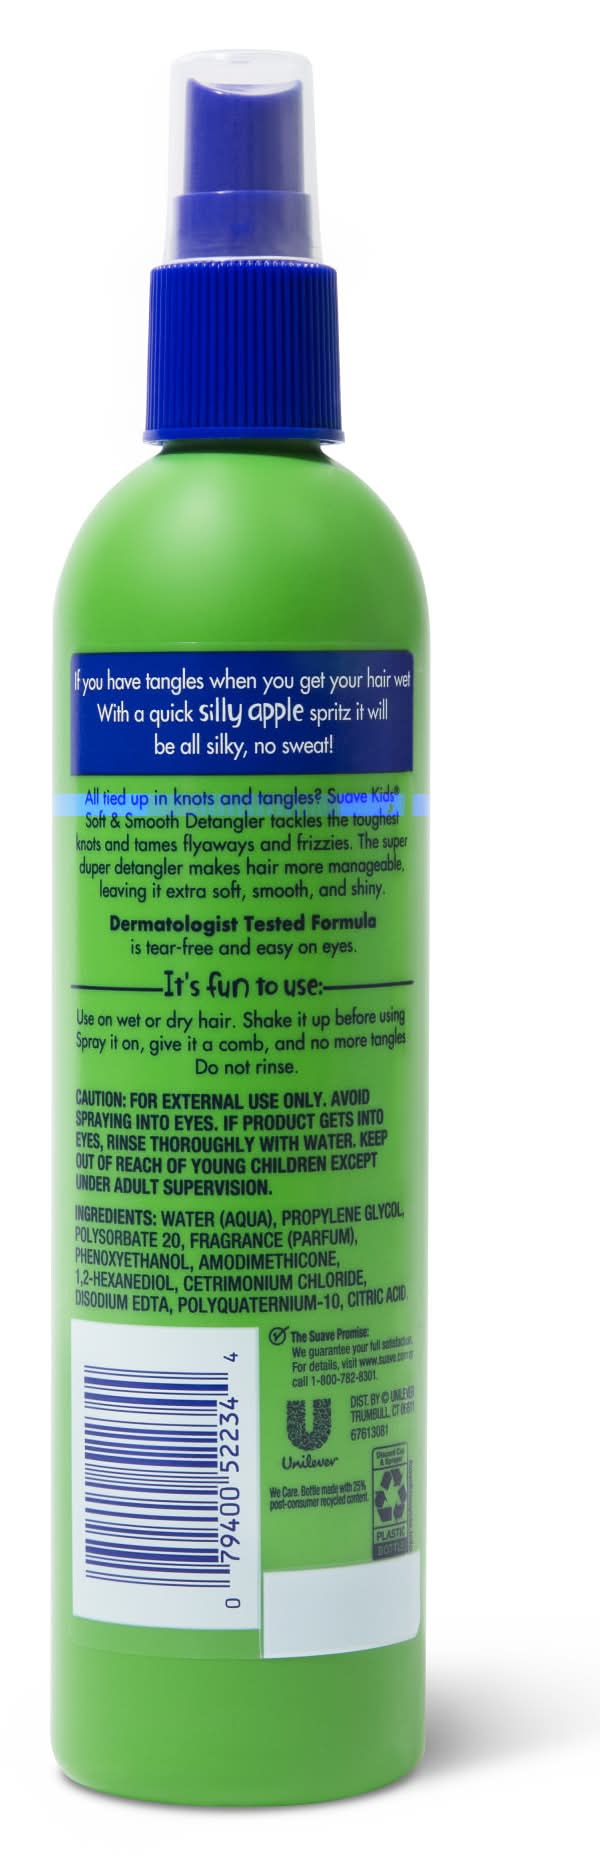 If you have tangles when you get your hair wet
With a quick silly apple spritz it will
be all silky, no sweat!
All tied up in knots and tangles? Suave Kids®
Soft & Smooth Detangler tackles the toughest
knots and tames flyaways and frizzies. The super
duper detangler makes hair more manageable,
leaving it extra soft, smooth, and shiny.
Dermatologist Tested Formula
is tear-free and easy on eyes.
It's fun to use:
Use on wet or dry hair. Shake it up before using
Spray it on, give it a comb, and no more tangles
Do not rinse.
CAUTION: FOR EXTERNAL USE ONLY. AVOID
SPRAYING INTO EYES. IF PRODUCT GETS INTO
EYES, RINSE THOROUGHLY WITH WATER. KEEP
OUT OF REACH OF YOUNG CHILDREN EXCEPT
UNDER ADULT SUPERVISION.
INGREDIENTS: WATER (AQUA), PROPYLENE GLYCOL,
POLYSORBATE 20, FRAGRANCE (PARFUM),
PHENOXYETHANOL, AMODIMETHICONE,
1,2-HEXANEDIOL, CETRIMONIUM CHLORIDE,
DISODIUM EDTA, POLYQUATERNIUM-10, CITRIC ACID.
The Suave Promise:
We guarantee your full satisfaction.
For details, visit www.suave.com or
call 1-800-782-8301.
DIST. BY © UNILEVER
TRUMBULL, CT 06611
67613081
Unilever
We Care. Bottle made with 25%
post-consumer recycled content.
Discard Cap
& Sprayer
PLASTIC
BOTTLE
0 79400 52234 4